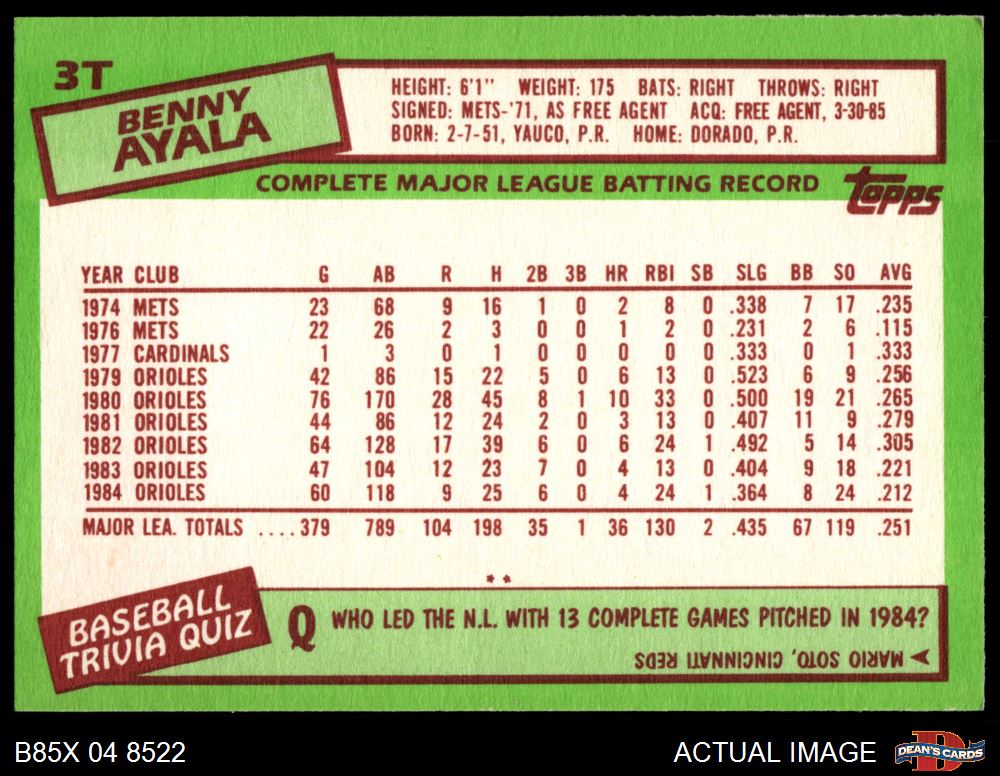 3T
BENNY
AYALA
HEIGHT: 6'1" WEIGHT: 175 BATS: RIGHT THROWS: RIGHT
SIGNED: METS-'71, AS FREE AGENT ACQ: FREE AGENT, 3-30-85
BORN: 2-7-51, YAUCO, P.R. HOME: DORADO, P.R.
COMPLETE MAJOR LEAGUE BATTING RECORD
TOPPS
YEAR CLUB G AB R H 2B 3B HR RBI SB SLG BB SO AVG
1974 METS 23 68 9 16 1 0 2 8 0 .338 7 17 .235
1976 METS 22 26 2 3 0 0 1 2 0 .231 2 6 .115
1977 CARDINALS 1 3 0 1 0 0 0 0 0 .333 0 1 .333
1979 ORIOLES 42 86 15 22 5 0 6 13 0 .523 6 9 .256
1980 ORIOLES 76 170 28 45 8 1 10 33 0 .500 19 21 .265
1981 ORIOLES 44 86 12 24 2 0 3 13 0 .407 11 9 .279
1982 ORIOLES 64 128 17 39 6 0 6 24 1 .492 5 14 .305
1983 ORIOLES 47 104 12 23 7 0 4 13 0 .404 9 18 .221
1984 ORIOLES 60 118 9 25 6 0 4 24 1 .364 8 24 .212
MAJOR LEA. TOTALS ....379 789 104 198 35 1 36 130 2 .435 67 119 .251
**
BASEBALL
TRIVIA QUIZ
Q WHO LED THE N.L. WITH 13 COMPLETE GAMES PITCHED IN 1984?
MARIO SOTO, CINCINNATI REDS
B85X 04 8522
ACTUAL IMAGE
DEAN'S CARDS